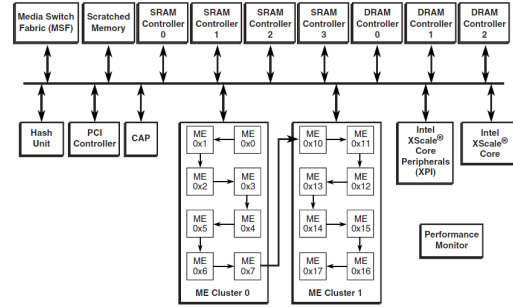 Media Switch
Fabric (MSF)
Scratched
Memory
SRAM
Controller
0
SRAM
Controller
1
SRAM
Controller
2
SRAM
Controller
3
DRAM
Controller
0
DRAM
Controller
1
DRAM
Controller
2
Hash
Unit
PCI
Controller
CAP
ME
0x1
ME
0x0
ME
0x2
ME
0x3
ME
0x5
ME
0x4
ME
0x6
ME
0x7
ME Cluster 0
ME
0x10
ME
0x11
ME
0x13
ME
0x12
ME
0x14
ME
0x15
ME
0x17
ME
0x16
ME Cluster 1
Intel
XScale®
Core
Peripherals
(XPI)
Intel
XScale®
Core
Performance
Monitor